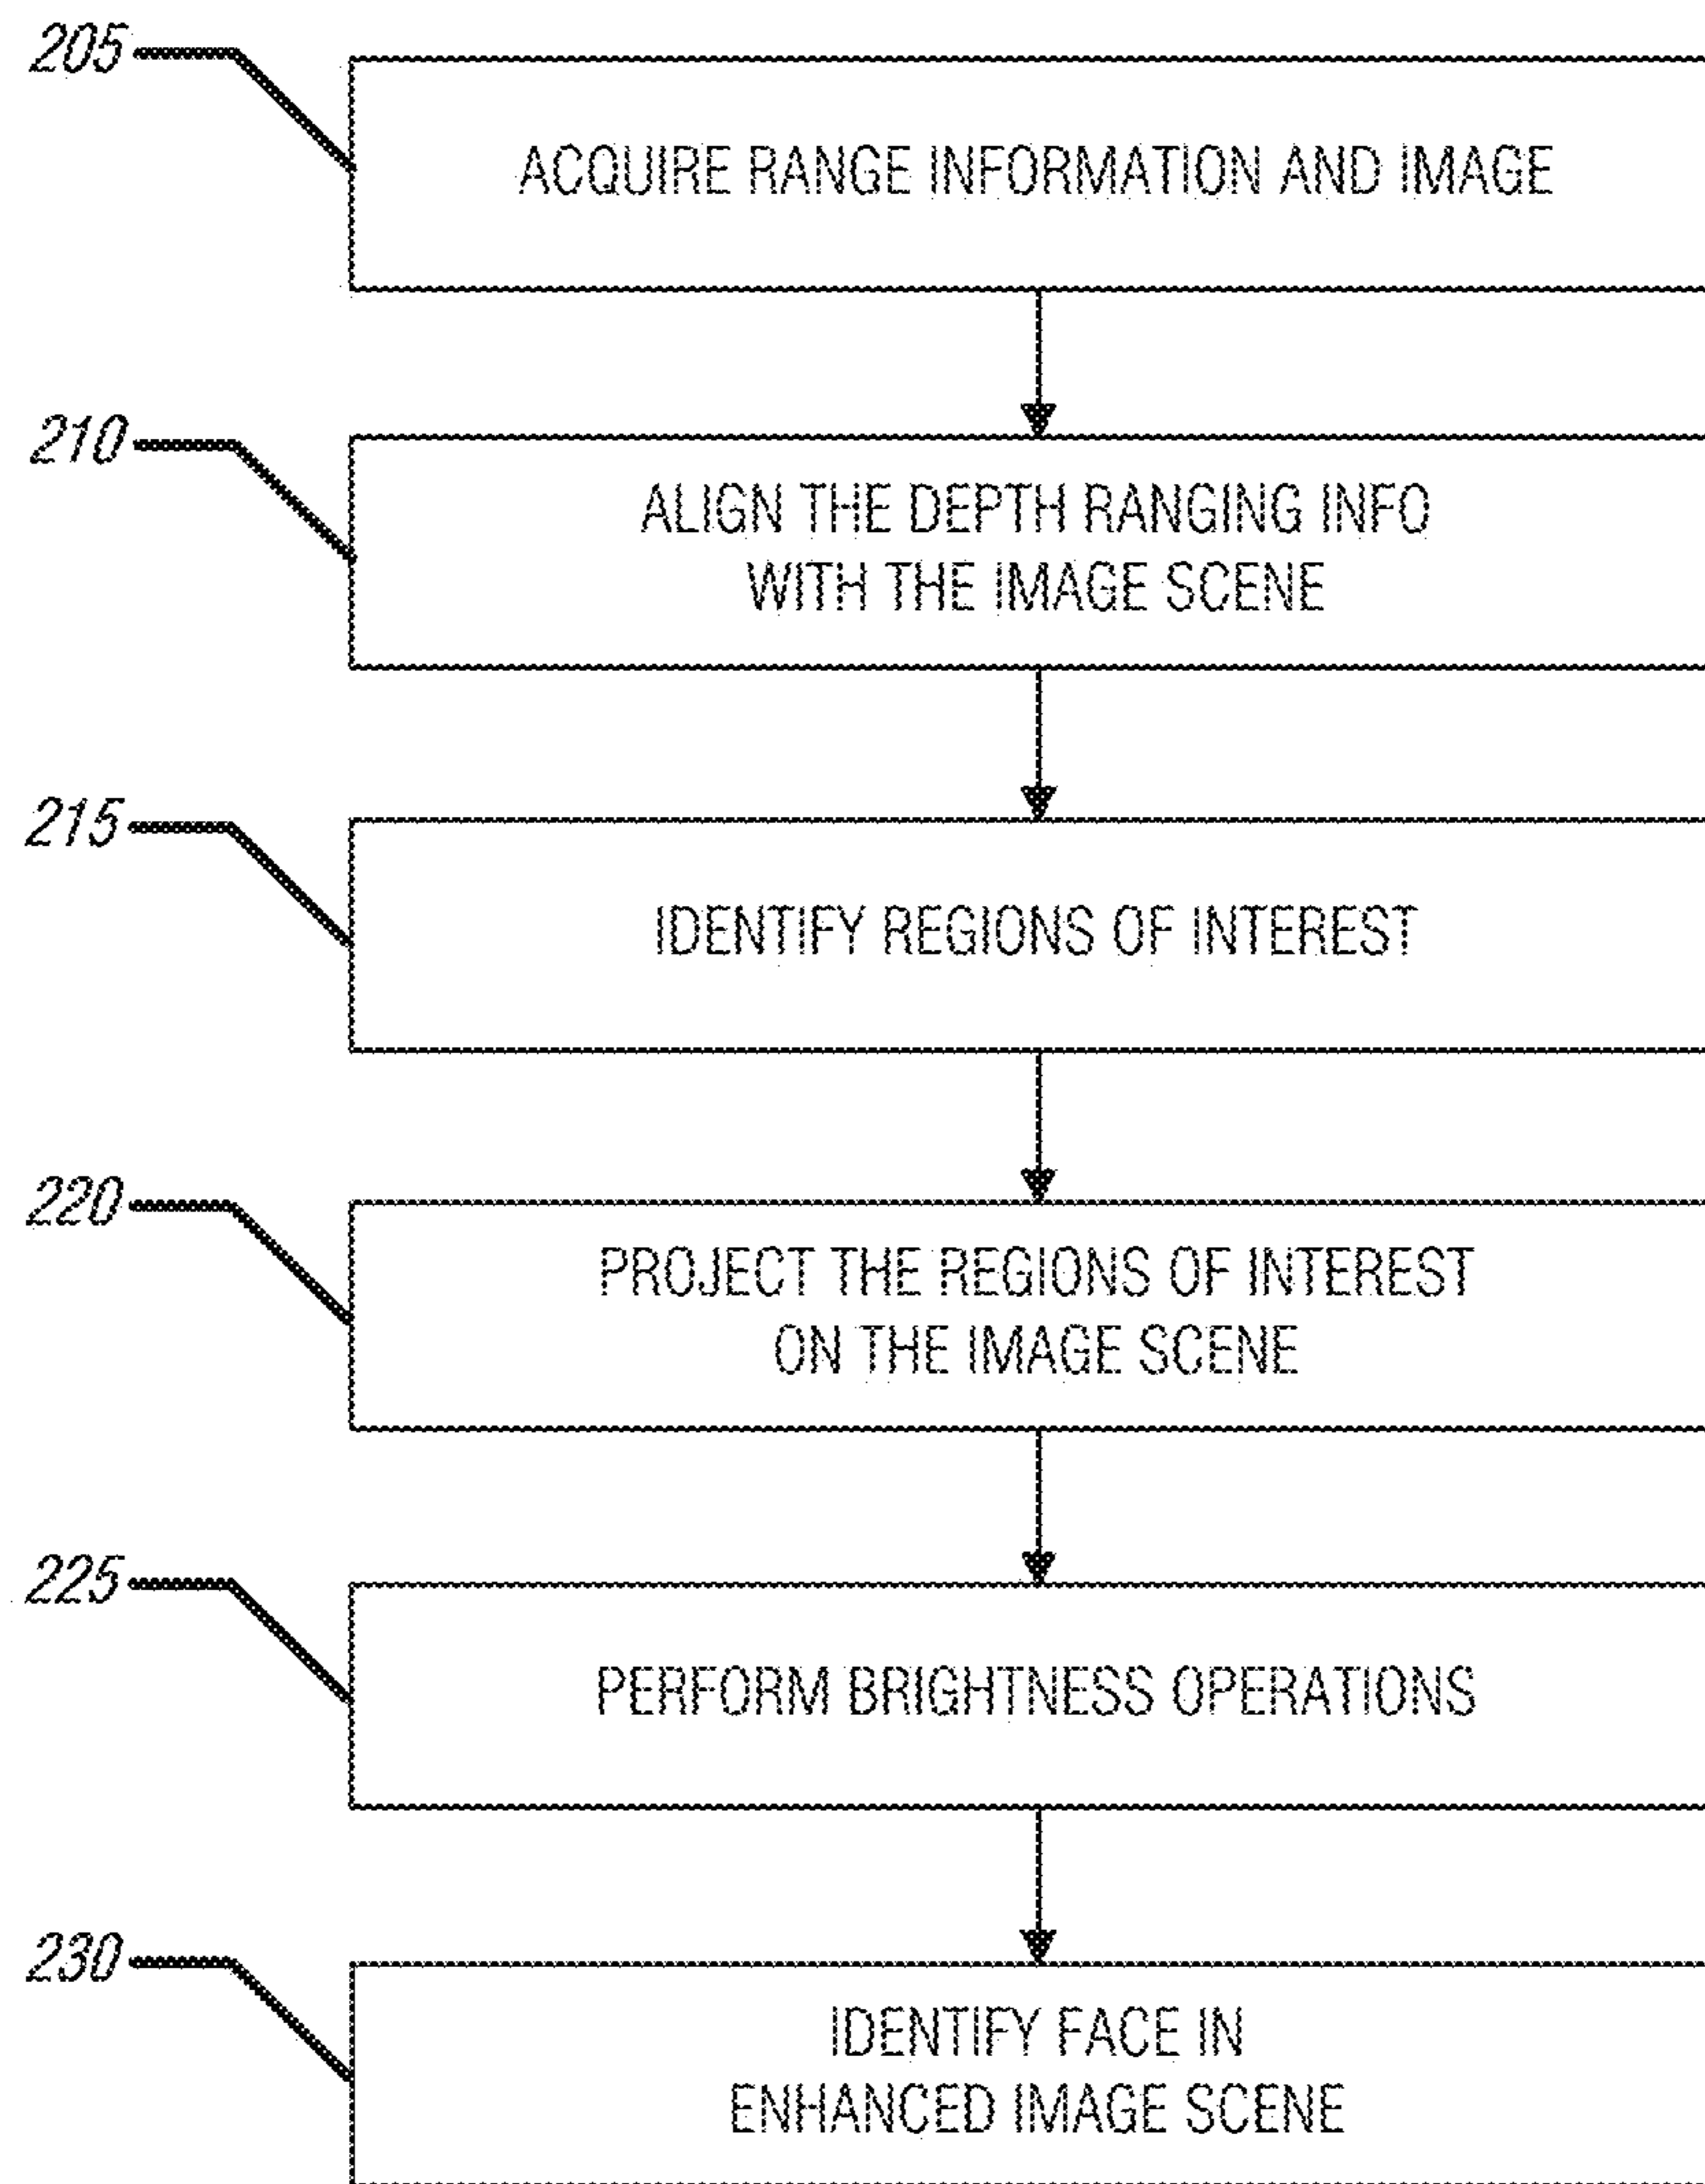 205
ACQUIRE RANGE INFORMATION AND IMAGE
210
ALIGN THE DEPTH RANGING INFO
WITH THE IMAGE SCENE
215
IDENTIFY REGIONS OF INTEREST
220
PROJECT THE REGIONS OF INTEREST
ON THE IMAGE SCENE
225
PERFORM BRIGHTNESS OPERATIONS
230
IDENTIFY FACE IN
ENHANCED IMAGE SCENE